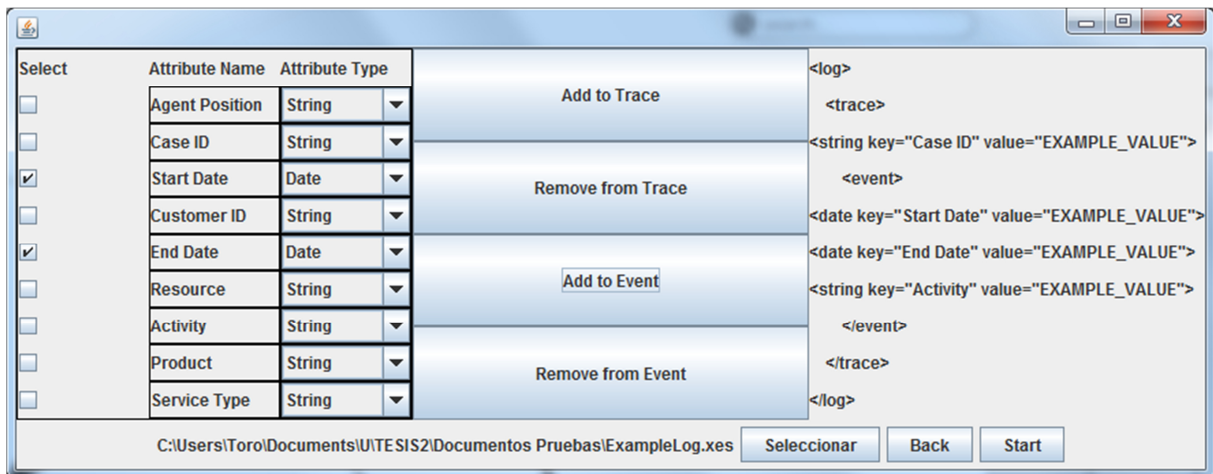 Select Attribute Name Attribute Type
Agent Position String
Case ID String
Start Date Date
Customer ID String
End Date Date
Resource String
Activity String
Product String
Service Type String
Add to Trace
Remove from Trace
Add to Event
Remove from Event
<log>
<trace>
<string key="Case ID" value="EXAMPLE_VALUE">
<event>
<date key="Start Date" value="EXAMPLE_VALUE">
<date key="End Date" value="EXAMPLE_VALUE">
<string key="Activity" value="EXAMPLE_VALUE">
</event>
</trace>
</log>
C:\Users\Toro\Documents\U\TESIS2\Documentos Pruebas\ExampleLog.xes Seleccionar Back Start